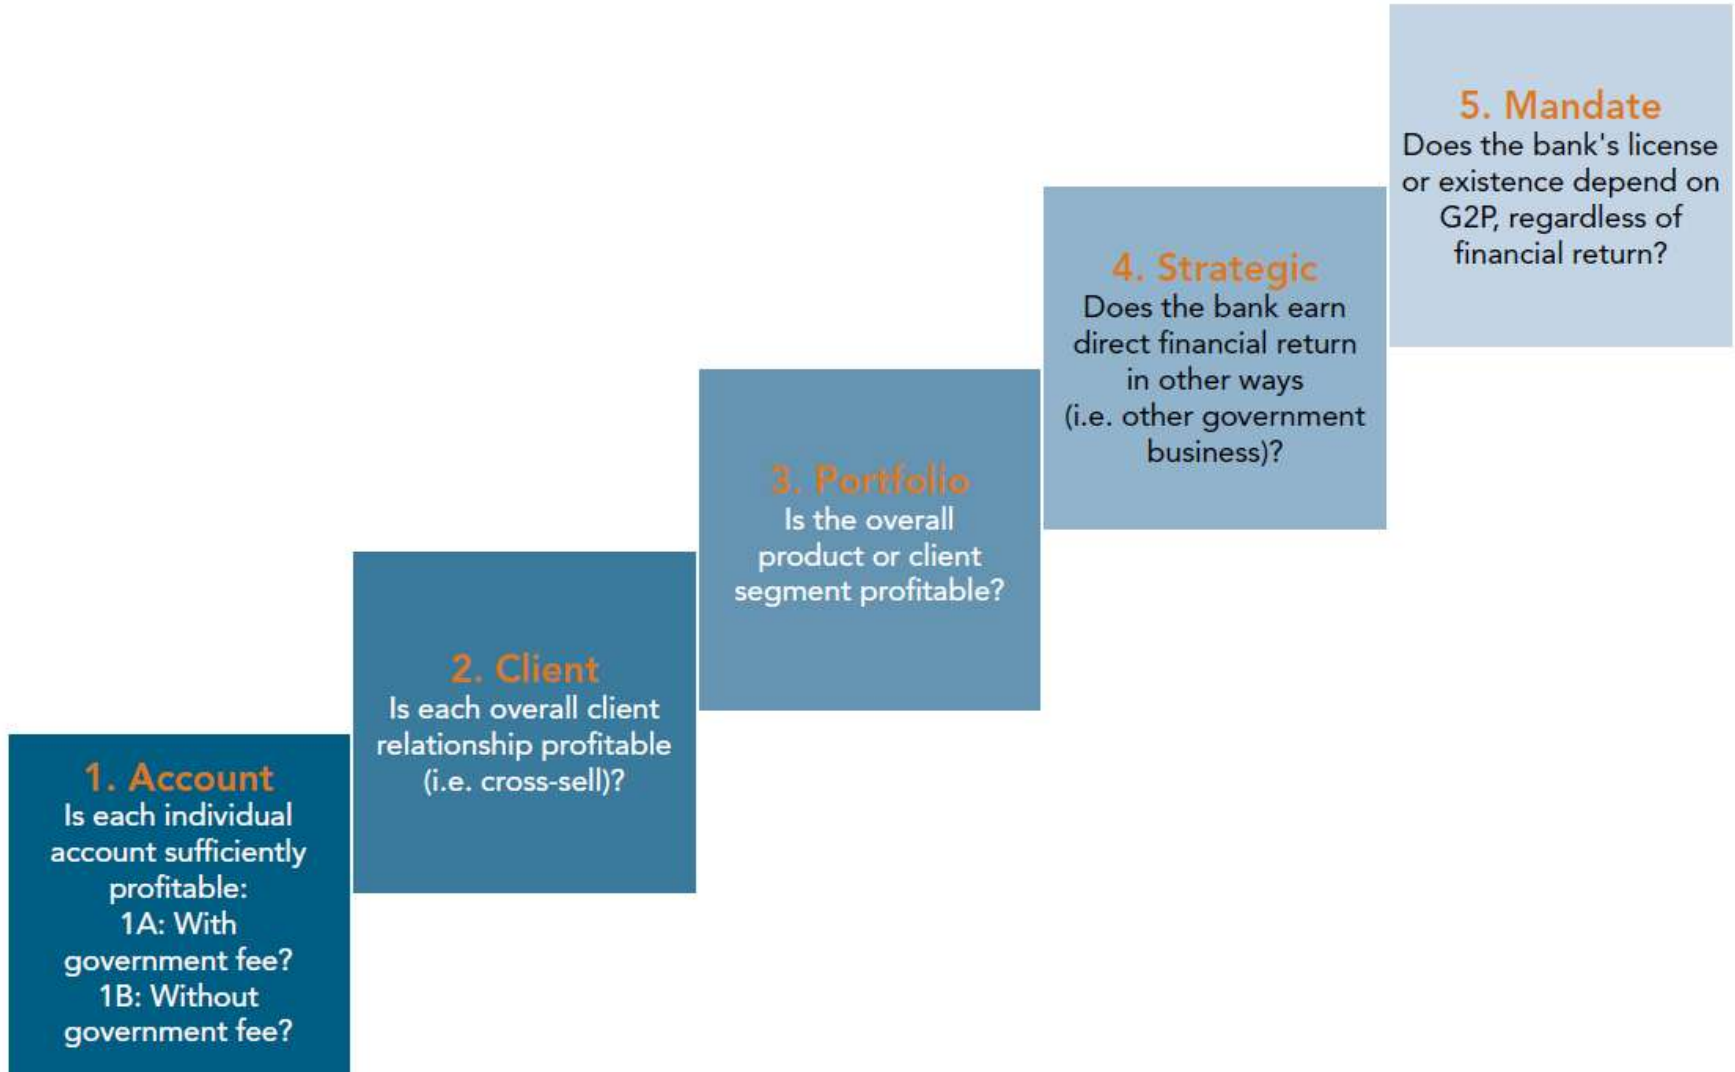 1. Account
Is each individual
account sufficiently
profitable:
1A: With
government fee?
1B: Without
government fee?
2. Client
Is each overall client
relationship profitable
(i.e. cross-sell)?
3. Portfolio
Is the overall
product or client
segment profitable?
4. Strategic
Does the bank earn
direct financial return
in other ways
(i.e. other government
business)?
5. Mandate
Does the bank's license
or existence depend on
G2P, regardless of
financial return?